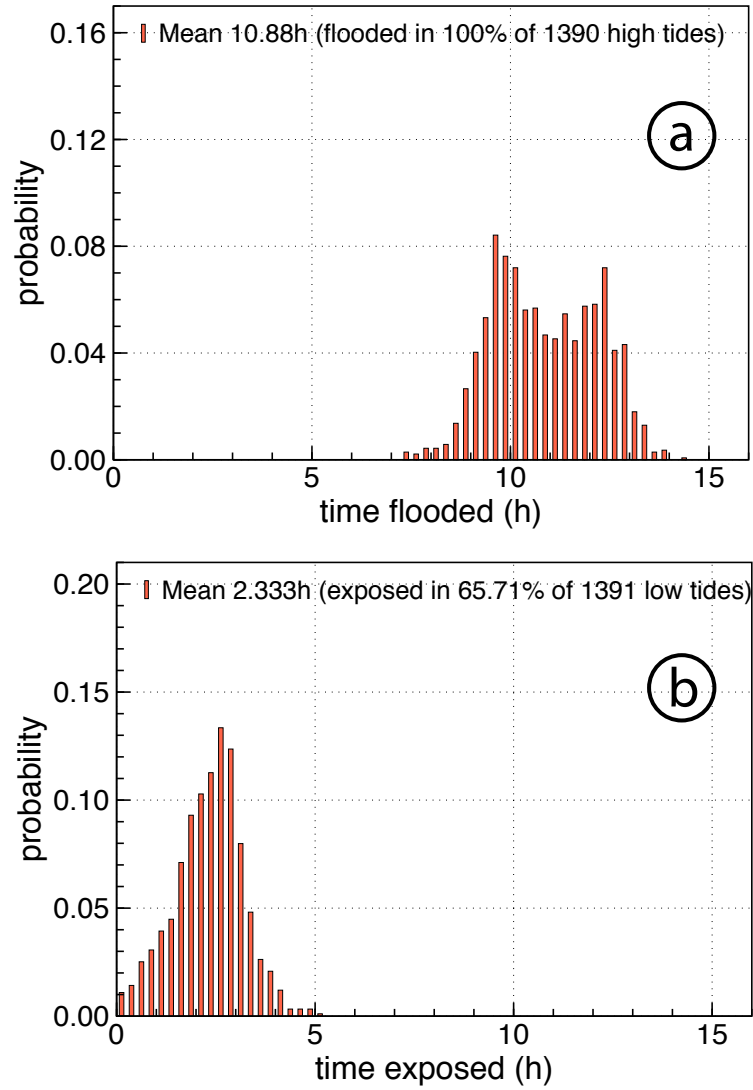 Mean 10.88h (flooded in 100% of 1390 high tides)
a
probability
0.16
0.12
0.08
0.04
0.00
0 5 10 15
time flooded (h)
Mean 2.333h (exposed in 65.71% of 1391 low tides)
b
probability
0.20
0.15
0.10
0.05
0.00
0 5 10 15
time exposed (h)